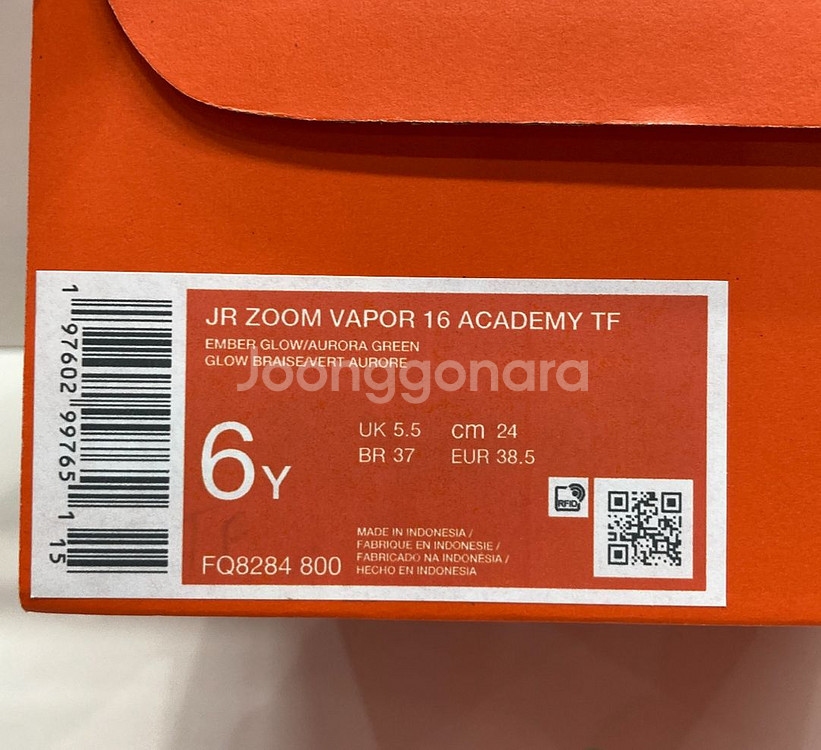 JR ZOOM VAPOR 16 ACADEMY TF
EMBER GLOW/AURORA GREEN
GLOW BRAISE/VERT AURORE
Joonggonara
6Y
UK 5.5 cm 24
BR 37 EUR 38.5
RFID
MADE IN INDONESIA /
FABRIQUE EN INDONESIE /
FABRICADO NA INDONÉSIA /
HECHO EN INDONESIA
FQ8284 800
1 97602 99765 1 15